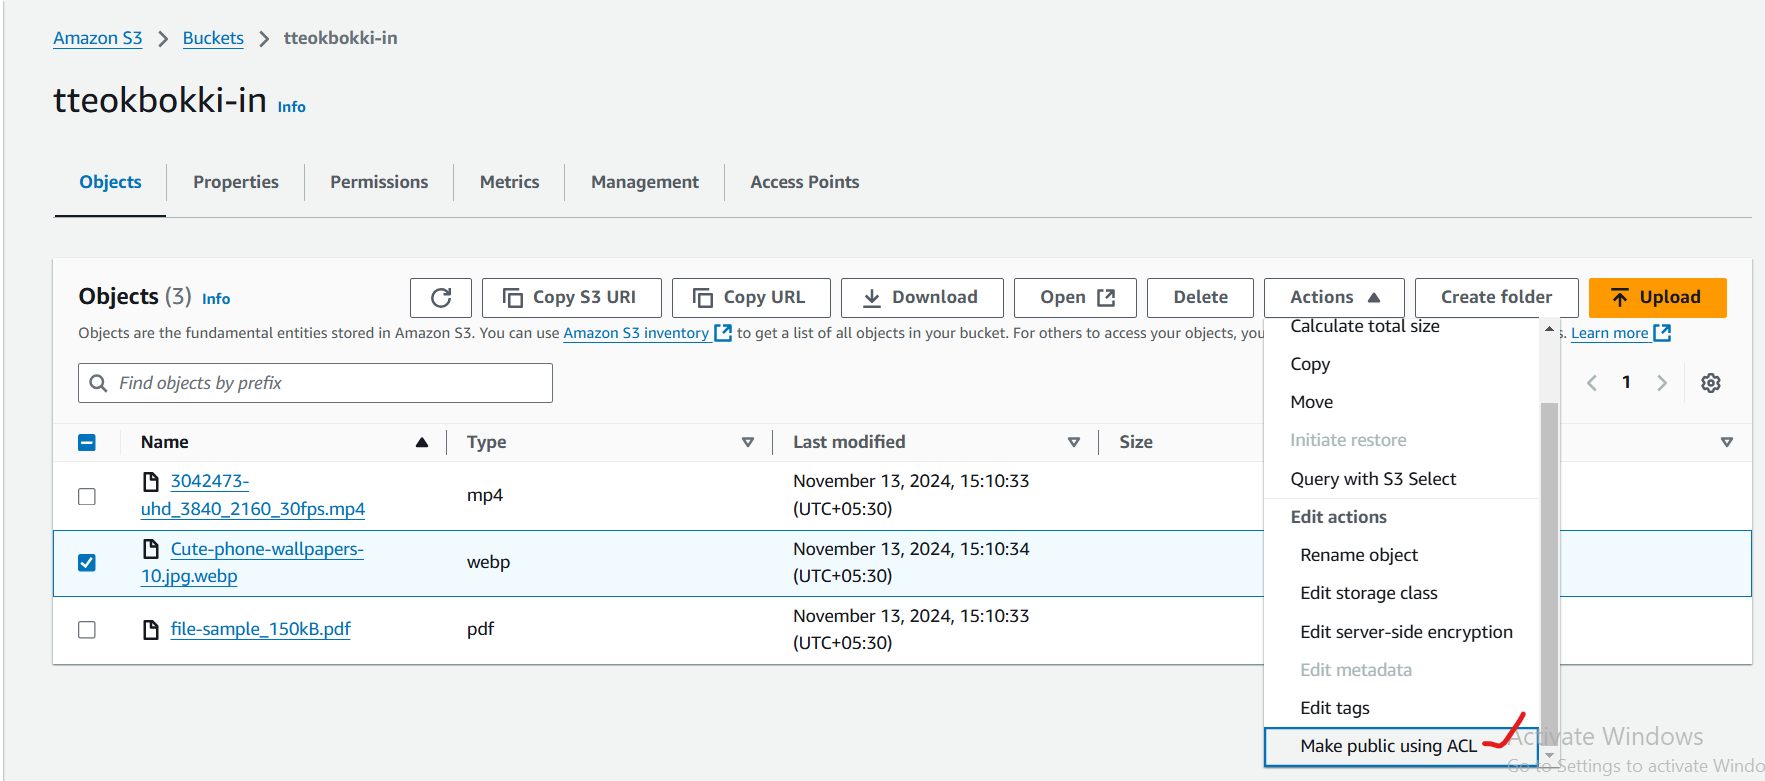 Amazon S3 > Buckets > tteokbokki-in
tteokbokki-in Info
Objects Properties Permissions Metrics Management Access Points
Objects (3) Info
Copy S3 URI Copy URL Download Open Delete Actions Create folder Upload
Objects are the fundamental entities stored in Amazon S3. You can use Amazon S3 inventory to get a list of all objects in your bucket. For others to access your objects, you
s. Learn more
Find objects by prefix
1
Name Type Last modified Size
3042473-
uhd_3840_2160_30fps.mp4
mp4
November 13, 2024, 15:10:33
(UTC+05:30)
Cute-phone-wallpapers-
10.jpg.webp
webp
November 13, 2024, 15:10:34
(UTC+05:30)
file-sample_150kB.pdf
pdf
November 13, 2024, 15:10:33
(UTC+05:30)
Calculate total size
Copy
Move
Initiate restore
Query with S3 Select
Edit actions
Rename object
Edit storage class
Edit server-side encryption
Edit metadata
Edit tags
Make public using ACL
Activate Windows
Go to Settings to activate Windo